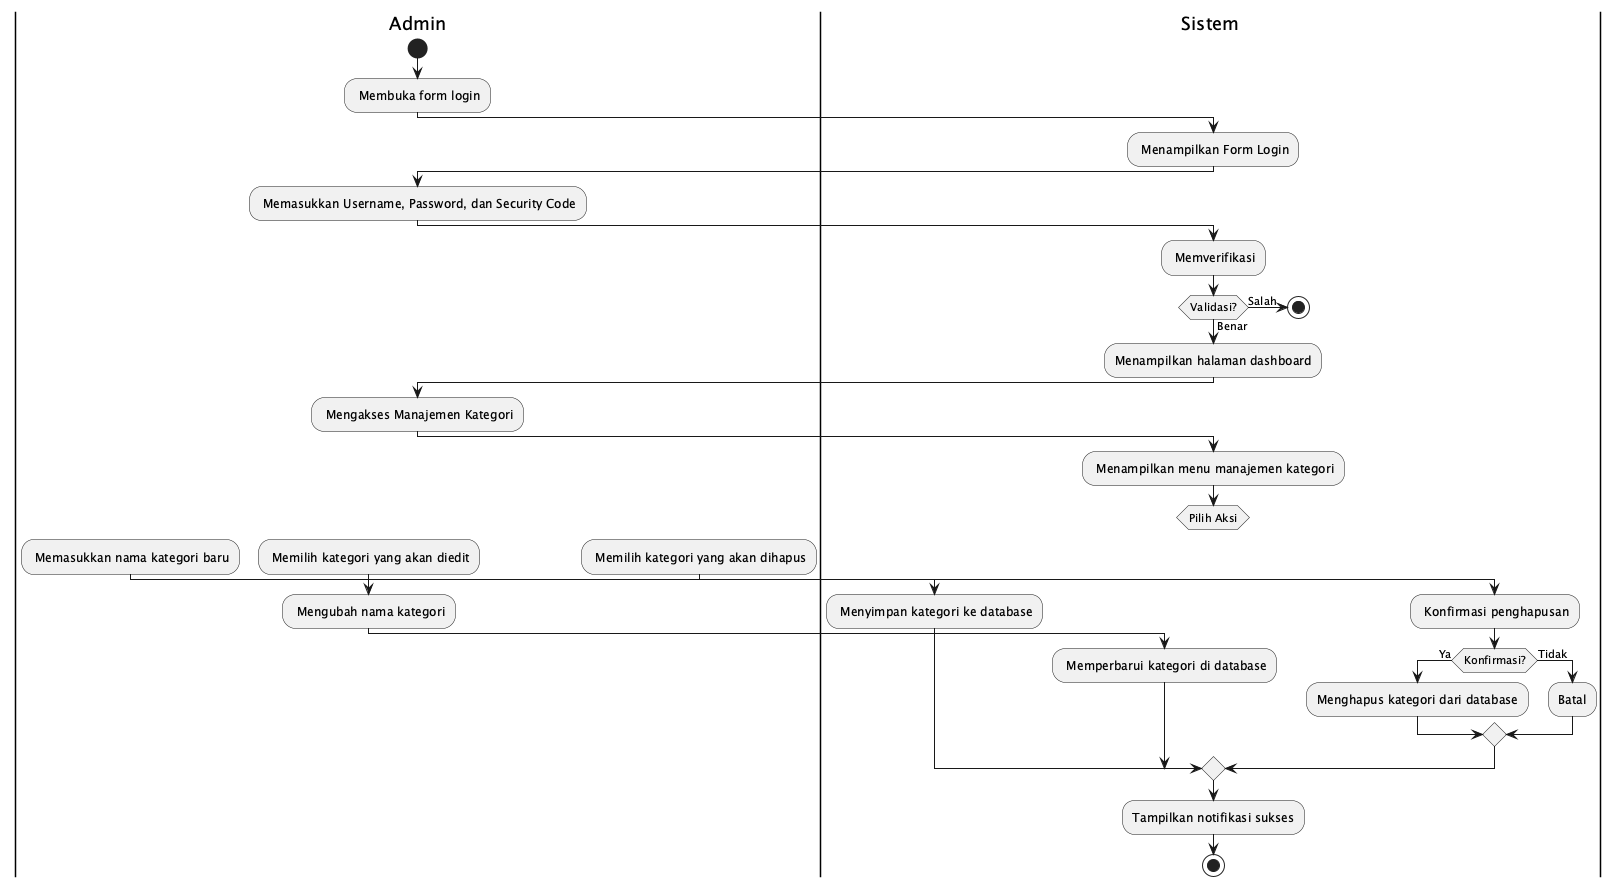 Admin
Sistem
Membuka form login
Menampilkan Form Login
Memasukkan Username, Password, dan Security Code
Memverifikasi
Validasi?
Salah
Benar
Menampilkan halaman dashboard
Mengakses Manajemen Kategori
Menampilkan menu manajemen kategori
Pilih Aksi
Memasukkan nama kategori baru
Memilih kategori yang akan diedit
Memilih kategori yang akan dihapus
Mengubah nama kategori
Menyimpan kategori ke database
Konfirmasi penghapusan
Memperbarui kategori di database
Ya
Konfirmasi?
Tidak
Menghapus kategori dari database
Batal
Tampilkan notifikasi sukses